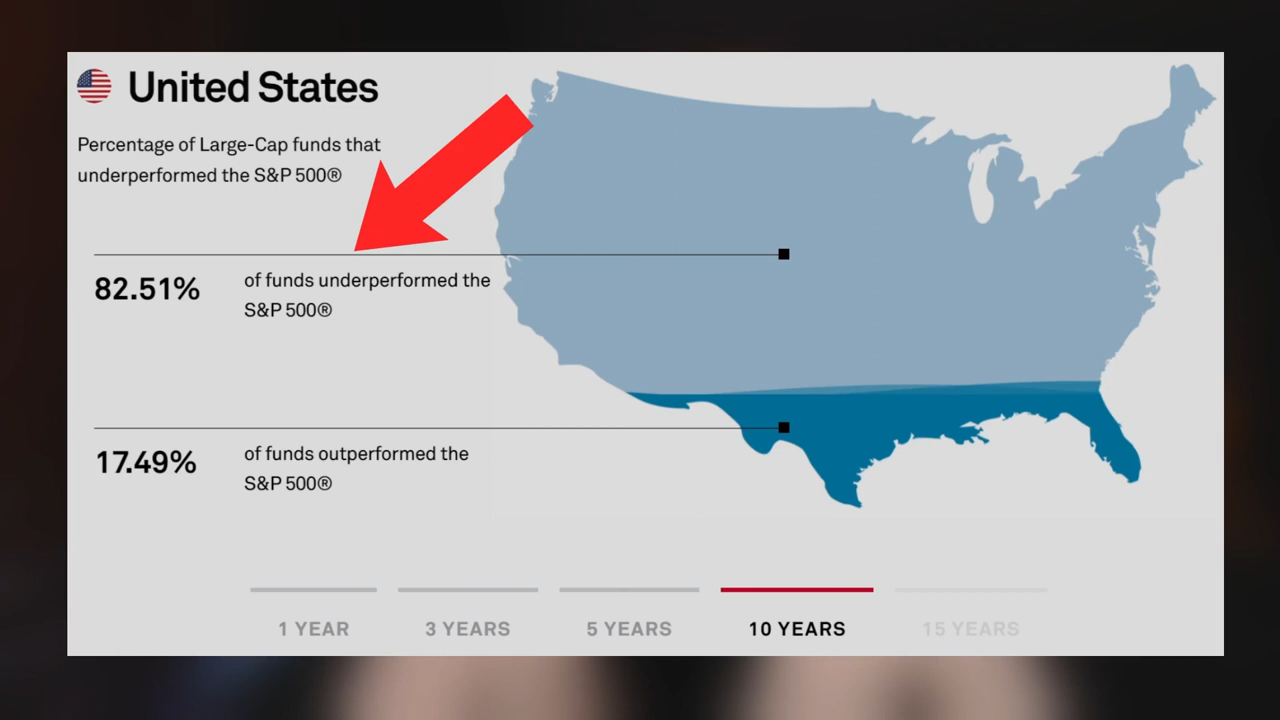 United States
Percentage of Large-Cap funds that
underperformed the S&P 500®
82.51%
of funds underperformed the
S&P 500®
17.49%
of funds outperformed the
S&P 500®
1 YEAR
3 YEARS
5 YEARS
10 YEARS
15 YEARS